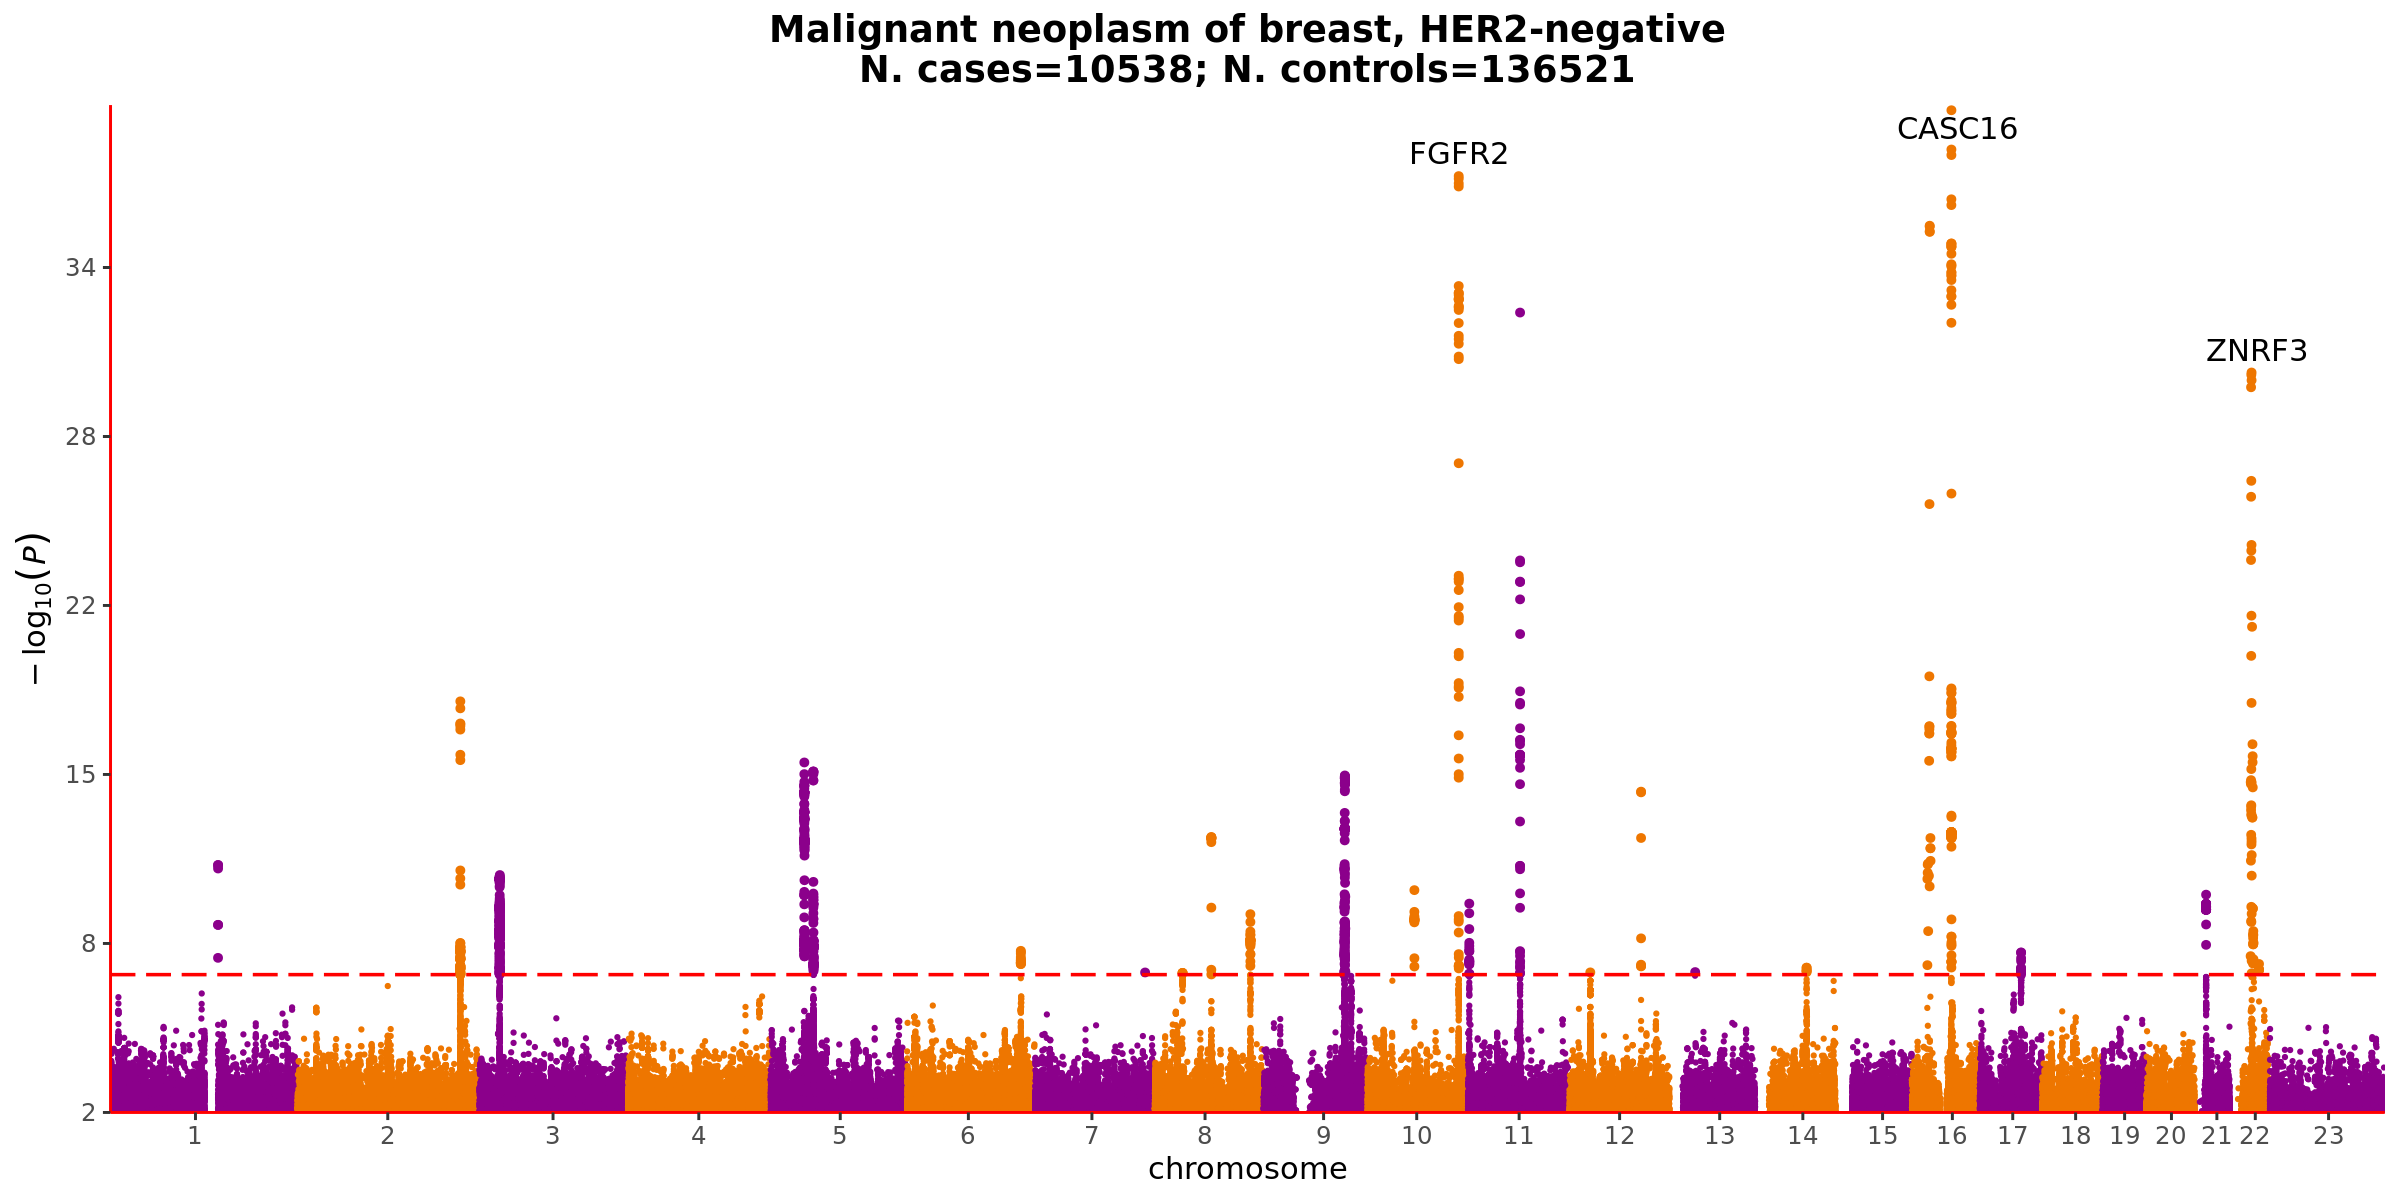 Malignant neoplasm of breast, HER2-negative
N. cases=10538; N. controls=136521
CASC16
FGFR2
ZNRF3
34
28
22
15
8
2
− log₁₀(P)
1 2 3 4 5 6 7 8 9 10 11 12 13 14 15 16 17 18 19 20 21 22 23
chromosome